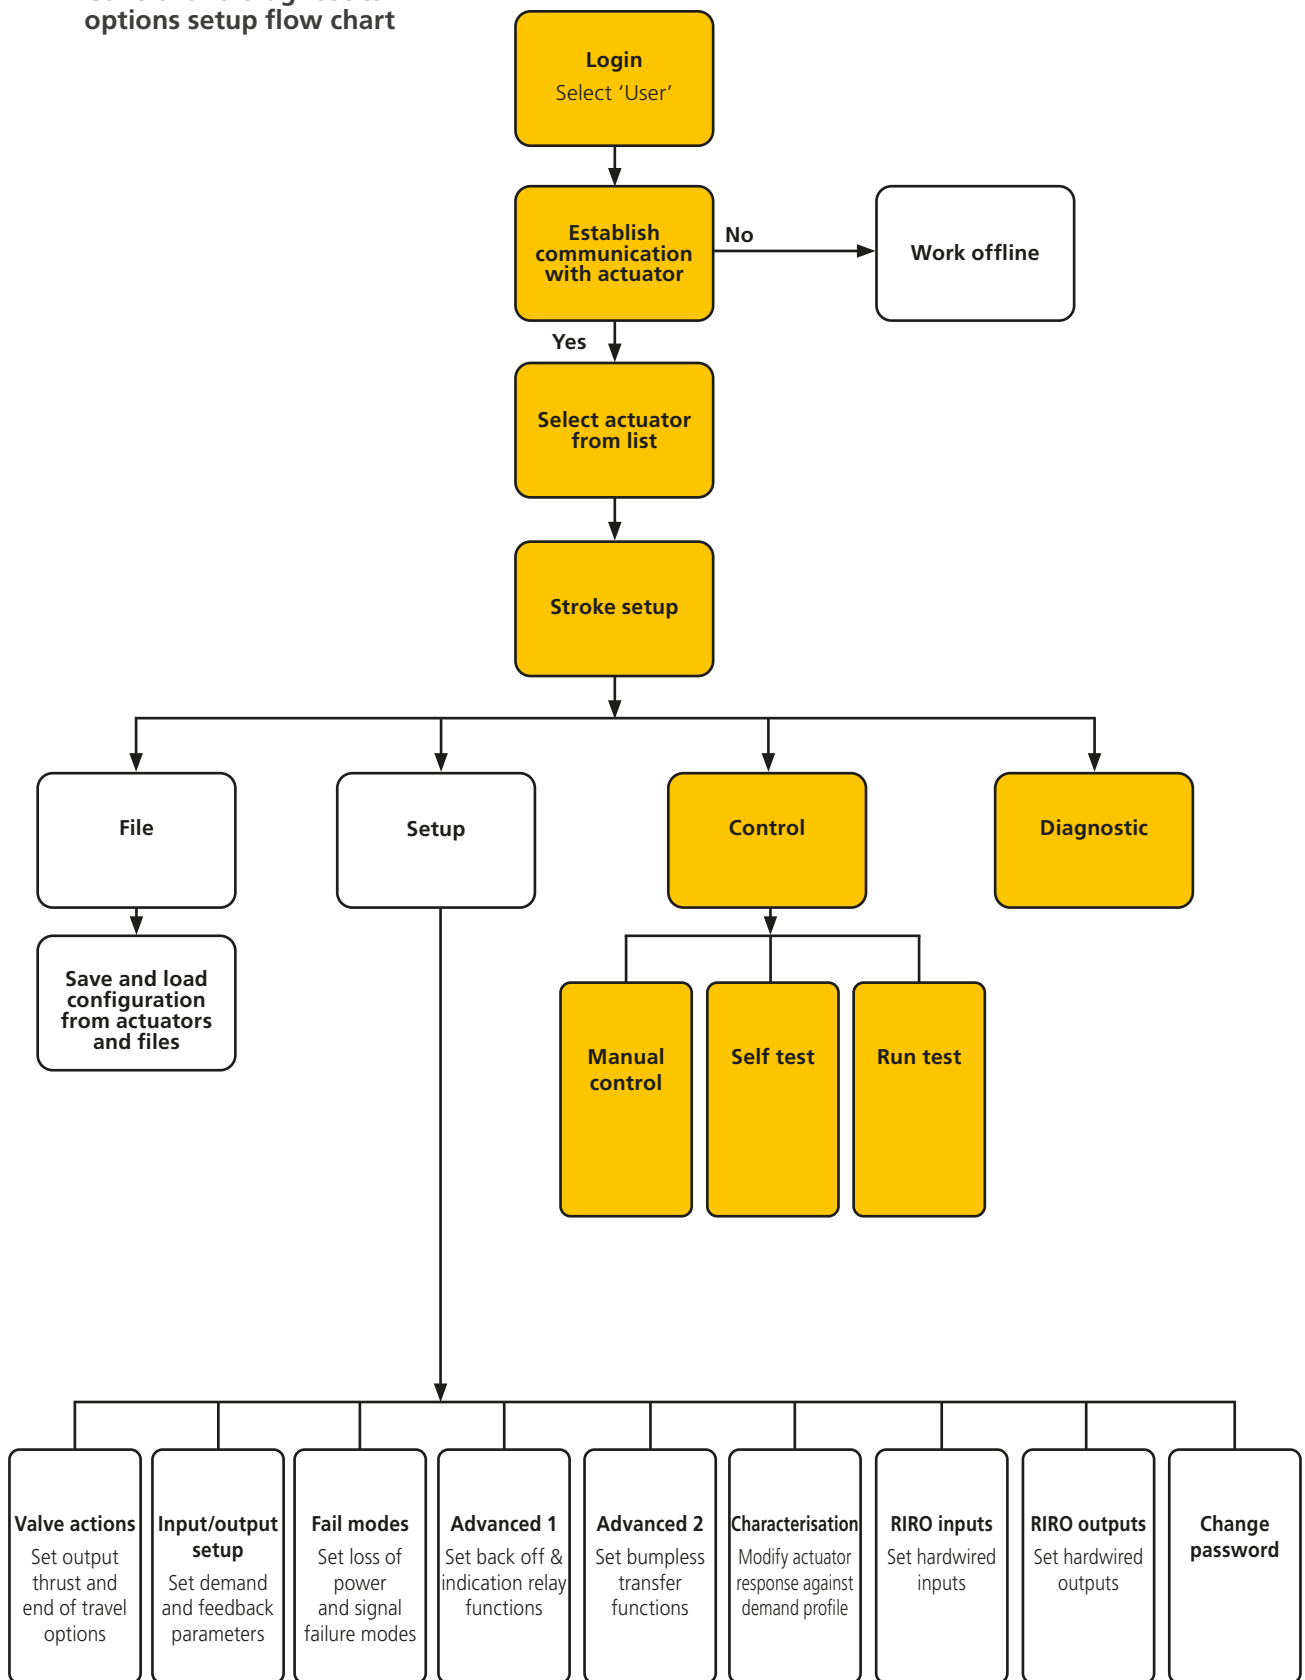 options setup flow chart
Login
Select ‘User’
Establish
communication
with actuator
No
Work offline
Yes
Select actuator
from list
Stroke setup
File
Setup
Control
Diagnostic
Save and load
configuration
from actuators
and files
Manual
control
Self test
Run test
Valve actions
Set output
thrust and
end of travel
options
Input/output
setup
Set demand
and feedback
parameters
Fail modes
Set loss of
power
and signal
failure modes
Advanced 1
Set back off &
indication relay
functions
Advanced 2
Set bumpless
transfer
functions
Characterisation
Modify actuator
response against
demand profile
RIRO inputs
Set hardwired
inputs
RIRO outputs
Set hardwired
outputs
Change
password